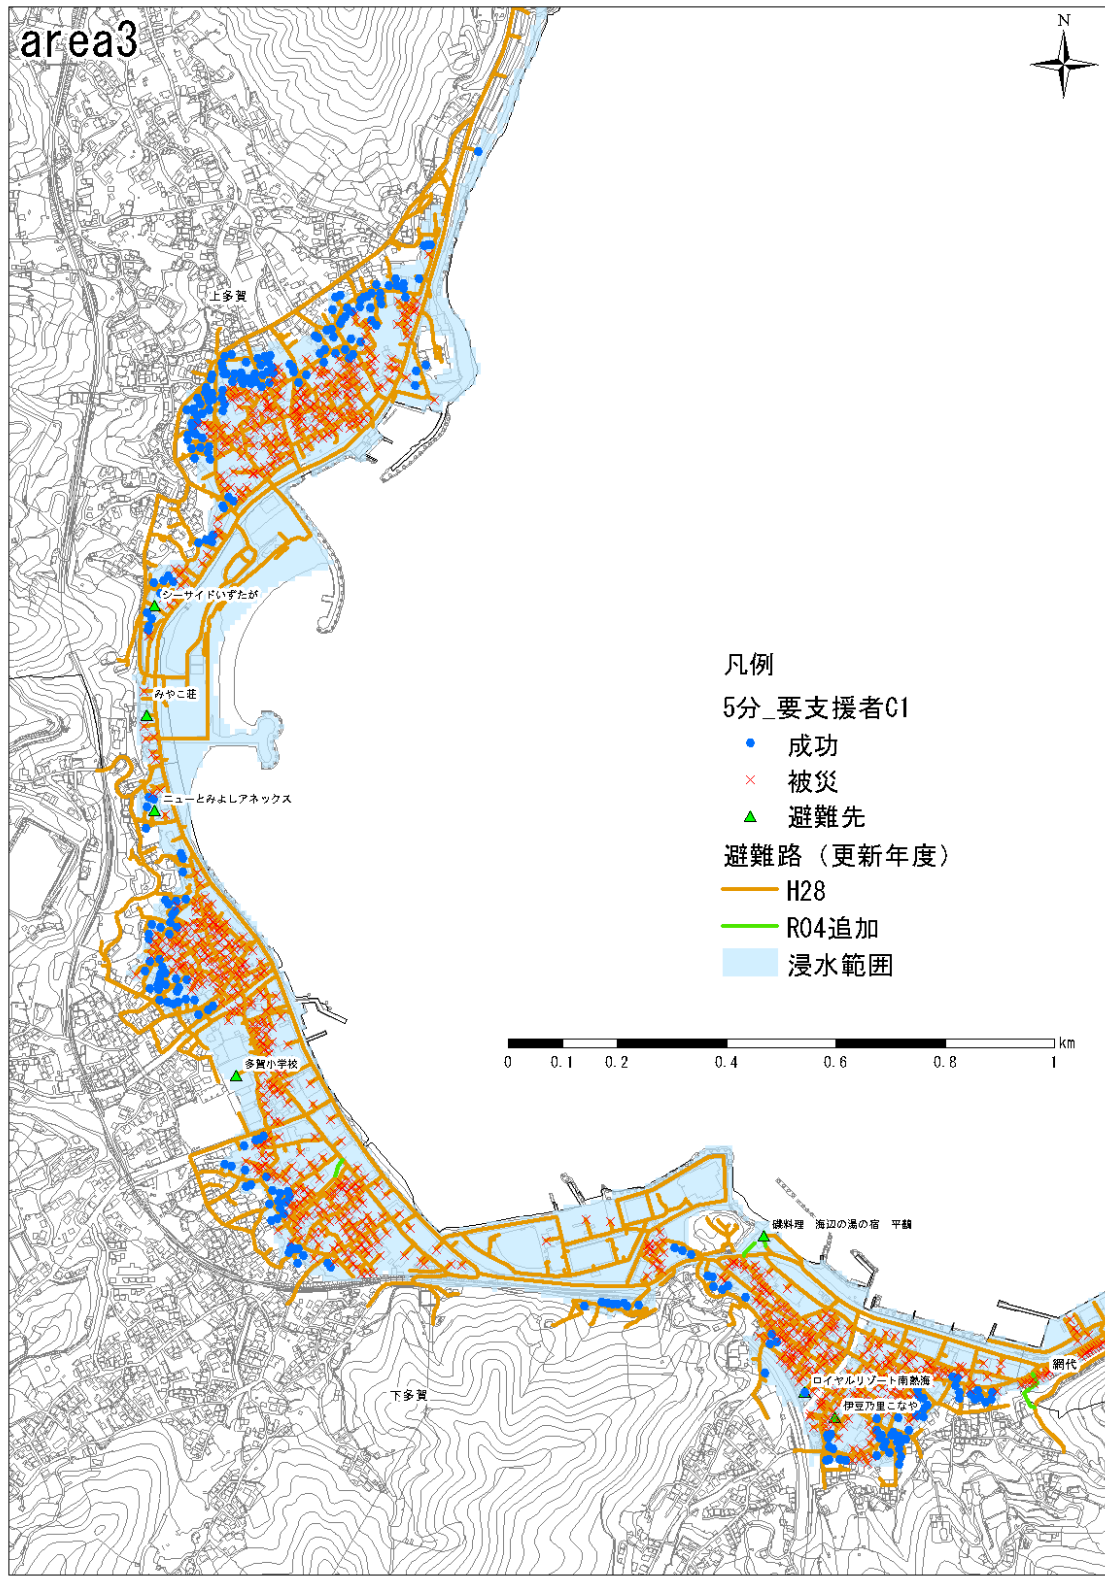 area3
N
上多賀
シーサイドいずたが
みやこ荘
ニューとみよしアネックス
凡例
5分_要支援者C1
成功
被災
避難先
避難路（更新年度）
H28
R04追加
浸水範囲
0 0.1 0.2 0.4 0.6 0.8 1 km
多賀小学校
磯料理 海辺の湯の宿 平鶴
網代
ロイヤルリゾート南熱海
下多賀
伊豆乃里こなや